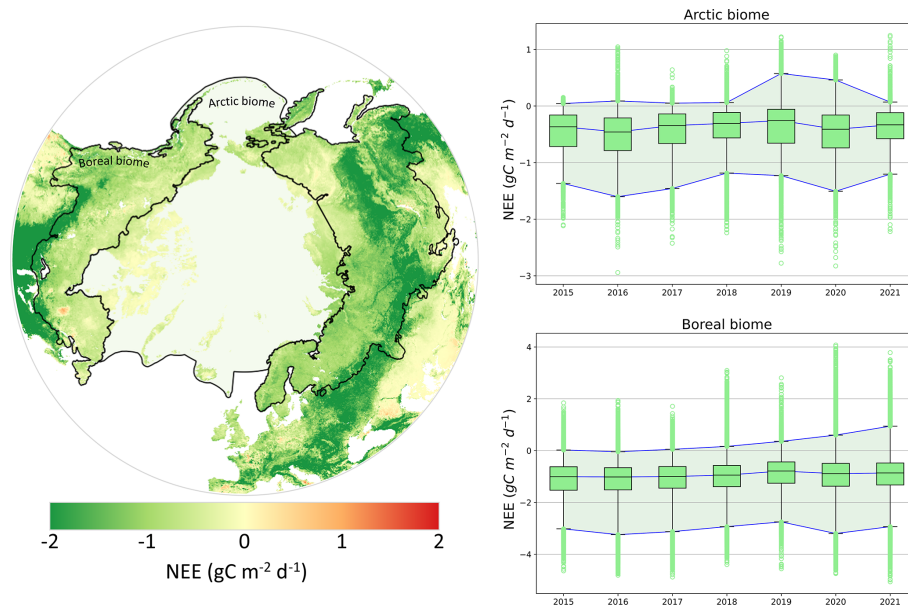 Arctic biome
Boreal biome
-2 -1 0 1 2
NEE (gC m⁻² d⁻¹)
Arctic biome
NEE (gC m⁻² d⁻¹)
1
0
−1
−2
−3
2015 2016 2017 2018 2019 2020 2021
Boreal biome
NEE (gC m⁻² d⁻¹)
4
2
0
−2
−4
2015 2016 2017 2018 2019 2020 2021